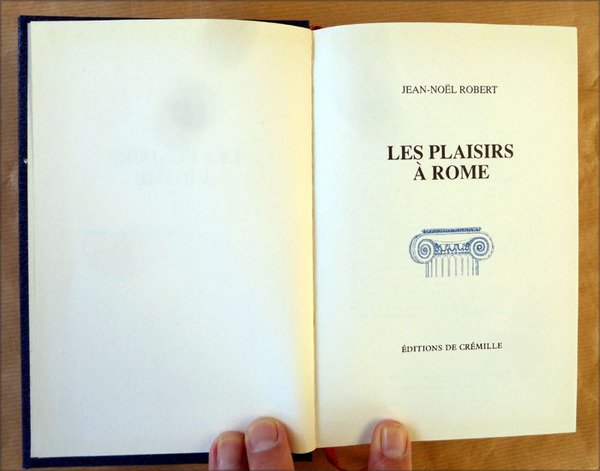 JEAN-NOËL ROBERT
LES PLAISIRS
À ROME
ÉDITIONS DE CRÉMILLE